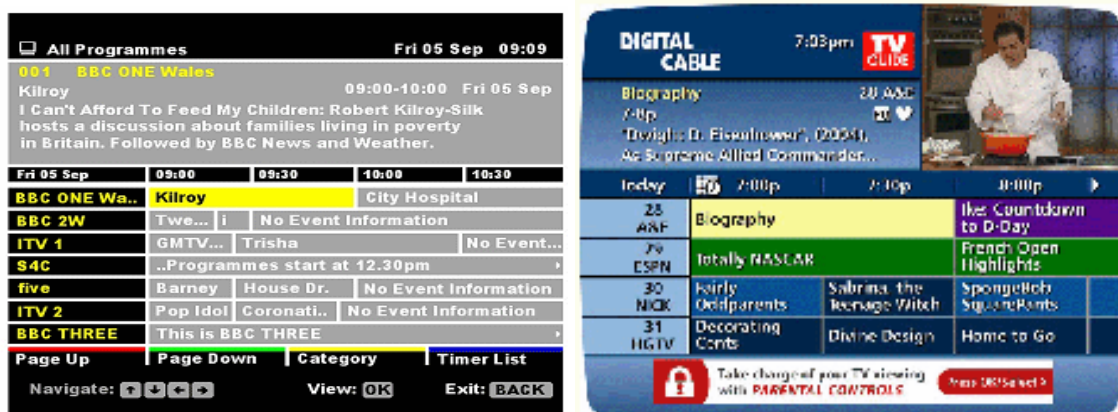 All Programmes Fri 05 Sep 09:09
001 BBC ONE Wales
Kilroy 09:00-10:00 Fri 05 Sep
I Can't Afford To Feed My Children: Robert Kilroy-Silk
hosts a discussion about families living in poverty
in Britain. Followed by BBC News and Weather.
Fri 05 Sep 09:00 09:30 10:00 10:30
BBC ONE Wa.. Kilroy City Hospital
BBC 2W Twe... i No Event Information
ITV 1 GMTV... Trisha No Event...
S4C ..Programmes start at 12.30pm
five Barney House Dr. No Event Information
ITV 2 Pop Idol Coronati.. No Event Information
BBC THREE This is BBC THREE
Page Up Page Down Category Timer List
Navigate: View: OK Exit: BACK
DIGITAL CABLE 7:03pm TV GUIDE
Biography 28 A&E
7-8p
"Dwight D. Eisenhower", (2004),
As Supreme Allied Commander...
Today 7:00p 7:30p 8:00p
28 A&E Biography Ike: Countdown to D-Day
29 ESPN Totally NASCAR French Open Highlights
30 NICK Fairly Oddparents Sabrina, the Teenage Witch SpongeBob SquarePants
31 HGTV Decorating Cents Divine Design Home to Go
Take charge of your TV viewing
with PARENTAL CONTROLS
Press OK/Select